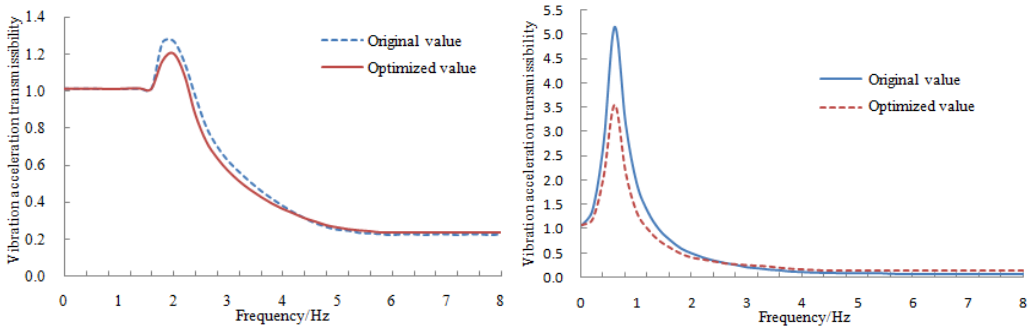 Vibration acceleration transmissibility
1.4
1.2
1.0
0.8
0.6
0.4
0.2
0.0
0 1 2 3 4 5 6 7 8
Frequency/Hz
Original value
Optimized value
Vibration acceleration transmissibility
5.5
5.0
4.5
4.0
3.5
3.0
2.5
2.0
1.5
1.0
0.5
0.0
0 1 2 3 4 5 6 7 8
Frequency/Hz
Original value
Optimized value